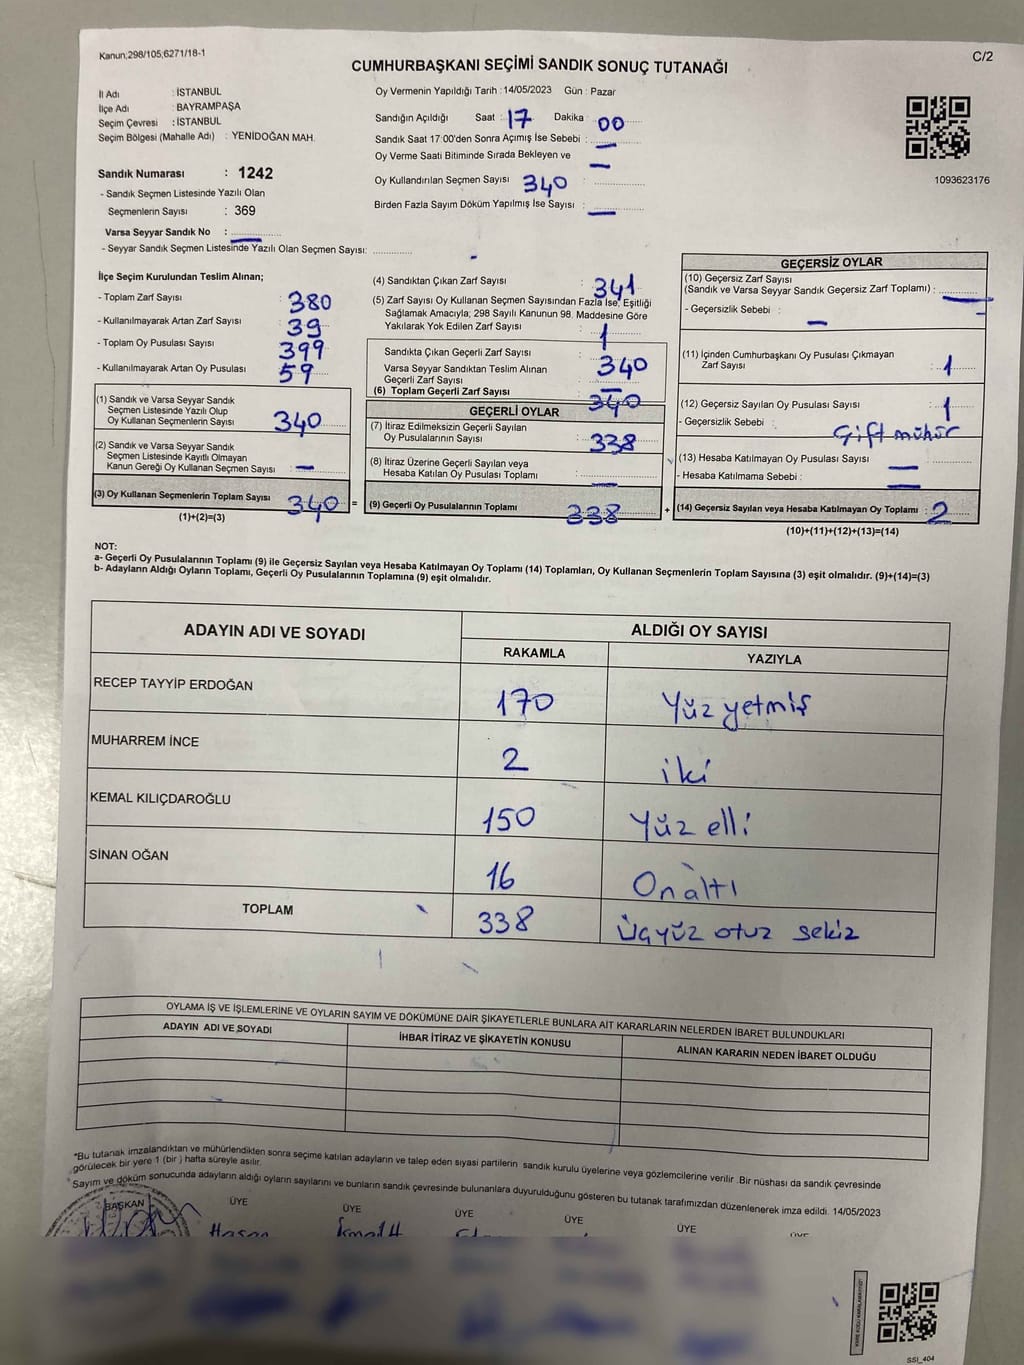 Kanun;298/105,6271/18-1
C/2
CUMHURBAŞKANI SEÇİMİ SANDIK SONUÇ TUTANAĞI
İl Adı : İSTANBUL
İlçe Adı : BAYRAMPAŞA
Seçim Çevresi : İSTANBUL
Seçim Bölgesi (Mahalle Adı) : YENİDOĞAN MAH.
Sandık Numarası : 1242
- Sandık Seçmen Listesinde Yazılı Olan
Seçmenlerin Sayısı : 369
Varsa Seyyar Sandık No :
- Seyyar Sandık Seçmen Listesinde Yazılı Olan Seçmen Sayısı:
Oy Vermenin Yapıldığı Tarih : 14/05/2023 Gün : Pazar
Sandığın Açıldığı Saat : 17 Dakika 00
Sandık Saat 17:00'den Sonra Açımış İse Sebebi :
Oy Verme Saati Bitiminde Sırada Bekleyen ve
Oy Kullandırılan Seçmen Sayısı : 340
Birden Fazla Sayım Döküm Yapılmış İse Sayısı :
1093623176
İlçe Seçim Kurulundan Teslim Alınan;
- Toplam Zarf Sayısı : 380
- Kullanılmayarak Artan Zarf Sayısı : 39
- Toplam Oy Pusulası Sayısı : 399
- Kullanılmayarak Artan Oy Pusulası : 59
(1) Sandık ve Varsa Seyyar Sandık
Seçmen Listesinde Yazılı Olup
Oy Kullanan Seçmenlerin Sayısı : 340
(2) Sandık ve Varsa Seyyar Sandık
Seçmen Listesinde Kayıtlı Olmayan
Kanun Gereği Oy Kullanan Seçmen Sayısı : –
(3) Oy Kullanan Seçmenlerin Toplam Sayısı : 340 =
(1)+(2)=(3)
(4) Sandıktan Çıkan Zarf Sayısı : 341
(5) Zarf Sayısı Oy Kullanan Seçmen Sayısından Fazla İse, Eşitliği
Sağlamak Amacıyla; 298 Sayılı Kanunun 98. Maddesine Göre
Yakılarak Yok Edilen Zarf Sayısı : 1
Sandıkta Çıkan Geçerli Zarf Sayısı : 340
Varsa Seyyar Sandıktan Teslim Alınan
Geçerli Zarf Sayısı : –
(6) Toplam Geçerli Zarf Sayısı : 340
GEÇERLİ OYLAR
(7) İtiraz Edilmeksizin Geçerli Sayılan
Oy Pusulalarının Sayısı : 338
(8) İtiraz Üzerine Geçerli Sayılan veya
Hesaba Katılan Oy Pusulası Toplamı :
(9) Geçerli Oy Pusulalarının Toplamı : 338 +
GEÇERSİZ OYLAR
(10) Geçersiz Zarf Sayısı
(Sandık ve Varsa Seyyar Sandık Geçersiz Zarf Toplamı) :
- Geçersizlik Sebebi : –
(11) İçinden Cumhurbaşkanı Oy Pusulası Çıkmayan
Zarf Sayısı : 1
(12) Geçersiz Sayılan Oy Pusulası Sayısı : 1
- Geçersizlik Sebebi : Çift mühür
(13) Hesaba Katılmayan Oy Pusulası Sayısı : –
- Hesaba Katılmama Sebebi : –
(14) Geçersiz Sayılan veya Hesaba Katılmayan Oy Toplamı : 2
(10)+(11)+(12)+(13)=(14)
NOT:
a- Geçerli Oy Pusulalarının Toplamı (9) ile Geçersiz Sayılan veya Hesaba Katılmayan Oy Toplamı (14) Toplamları, Oy Kullanan Seçmenlerin Toplam Sayısına (3) eşit olmalıdır. (9)+(14)=(3)
b- Adayların Aldığı Oyların Toplamı, Geçerli Oy Pusulalarının Toplamına (9) eşit olmalıdır.
ADAYIN ADI VE SOYADI ALDIĞI OY SAYISI
RAKAMLA YAZIYLA
RECEP TAYYİP ERDOĞAN 170 Yüz yetmiş
MUHARREM İNCE 2 iki
KEMAL KILIÇDAROĞLU 150 Yüz elli
SİNAN OĞAN 16 On altı
TOPLAM 338 Üçyüz otuz sekiz
OYLAMA İŞ VE İŞLEMLERİNE VE OYLARIN SAYIM VE DÖKÜMÜNE DAİR ŞİKAYETLERLE BUNLARA AİT KARARLARIN NELERDEN İBARET BULUNDUKLARI
ADAYIN ADI VE SOYADI İHBAR İTİRAZ VE ŞİKAYETİN KONUSU ALINAN KARARIN NEDEN İBARET OLDUĞU
*Bu tutanak imzalandıktan ve mühürlendikten sonra seçime katılan adayların ve talep eden siyasi partilerin sandık kurulu üyelerine veya gözlemcilerine verilir .Bir nüshası da sandık çevresinde
görülecek bir yere 1 (bir ) hafta süreyle asılır.
Sayım ve döküm sonucunda adayların aldığı oyların sayılarını ve bunların sandık çevresinde bulunanlara duyurulduğunu gösteren bu tutanak tarafımızdan düzenlenerek imza edildi. 14/05/2023
BAŞKAN ÜYE ÜYE ÜYE ÜYE ÜYE ÜYE
Hasan
SSI_404